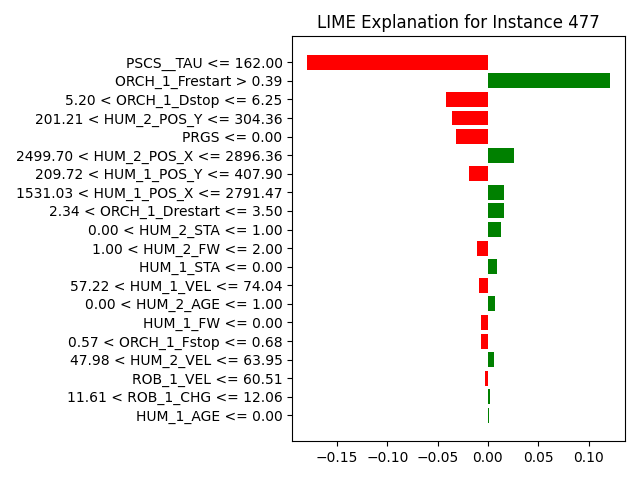 LIME Explanation for Instance 477
PSCS__TAU <= 162.00
ORCH_1_Frestart > 0.39
5.20 < ORCH_1_Dstop <= 6.25
201.21 < HUM_2_POS_Y <= 304.36
PRGS <= 0.00
2499.70 < HUM_2_POS_X <= 2896.36
209.72 < HUM_1_POS_Y <= 407.90
1531.03 < HUM_1_POS_X <= 2791.47
2.34 < ORCH_1_Drestart <= 3.50
0.00 < HUM_2_STA <= 1.00
1.00 < HUM_2_FW <= 2.00
HUM_1_STA <= 0.00
57.22 < HUM_1_VEL <= 74.04
0.00 < HUM_2_AGE <= 1.00
HUM_1_FW <= 0.00
0.57 < ORCH_1_Fstop <= 0.68
47.98 < HUM_2_VEL <= 63.95
ROB_1_VEL <= 60.51
11.61 < ROB_1_CHG <= 12.06
HUM_1_AGE <= 0.00
−0.15 −0.10 −0.05 0.00 0.05 0.10